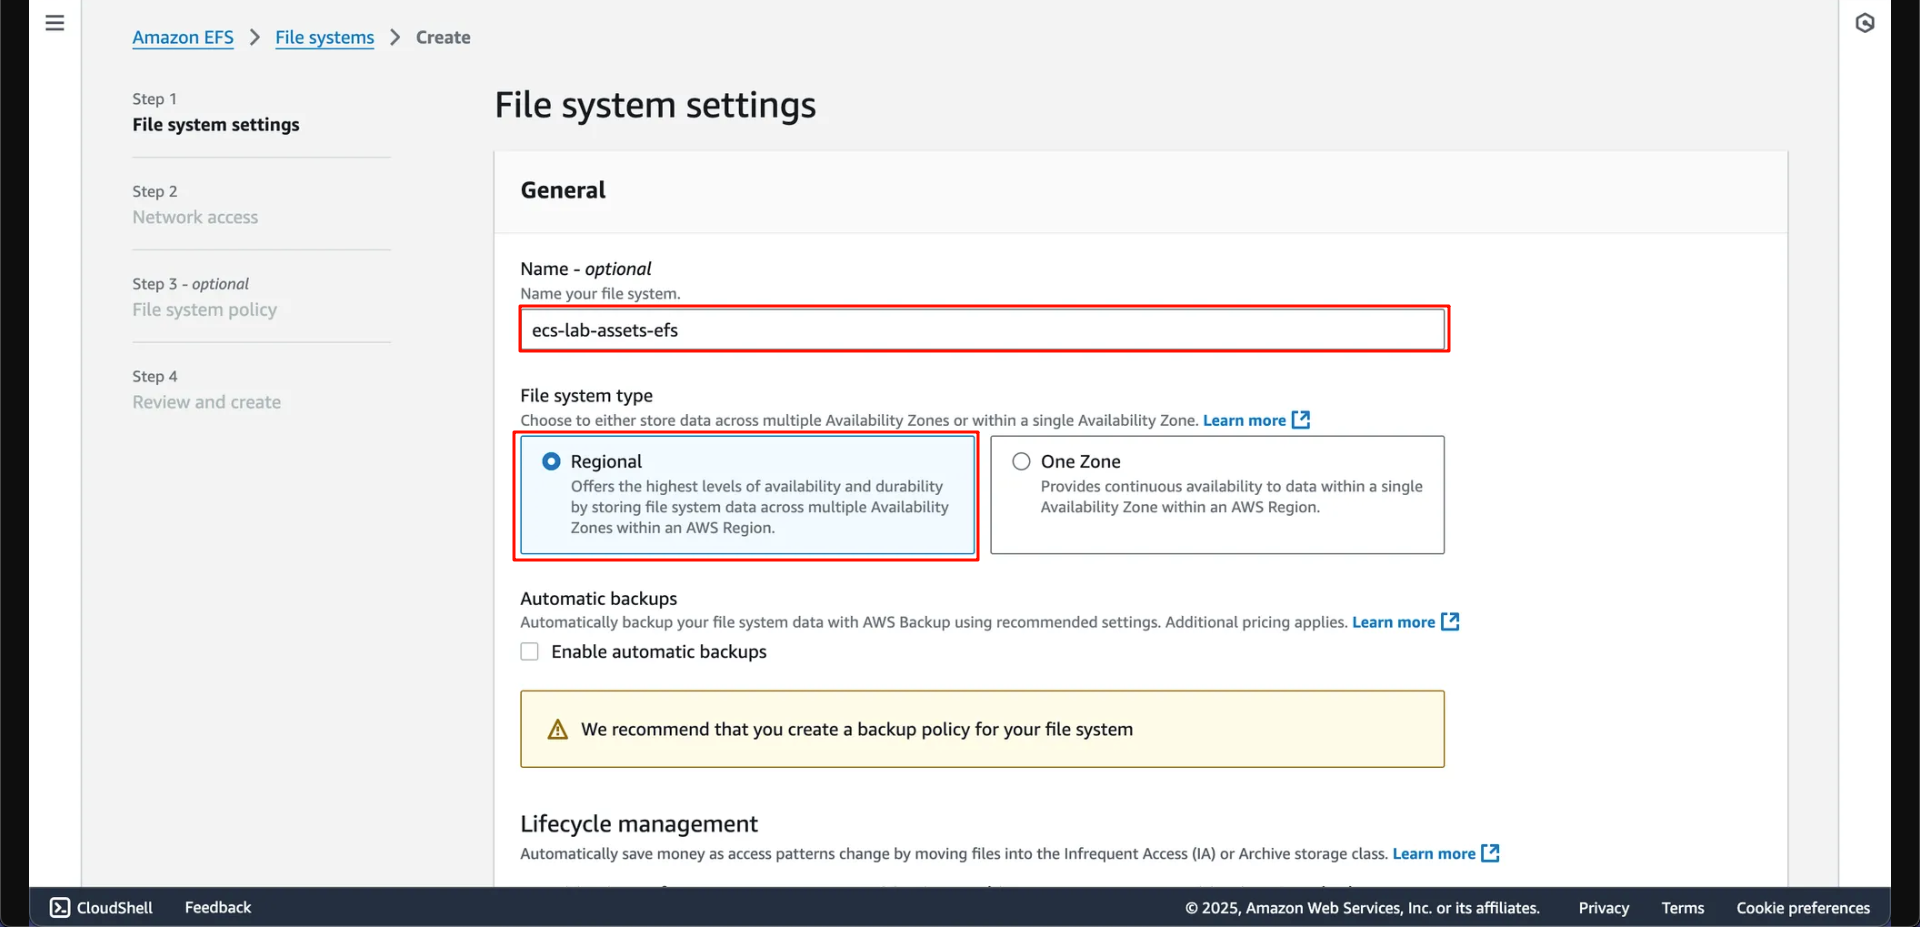 Amazon EFS > File systems > Create
Step 1
File system settings
Step 2
Network access
Step 3 - optional
File system policy
Step 4
Review and create
File system settings
General
Name - optional
Name your file system.
ecs-lab-assets-efs
File system type
Choose to either store data across multiple Availability Zones or within a single Availability Zone. Learn more
Regional
Offers the highest levels of availability and durability
by storing file system data across multiple Availability
Zones within an AWS Region.
One Zone
Provides continuous availability to data within a single
Availability Zone within an AWS Region.
Automatic backups
Automatically backup your file system data with AWS Backup using recommended settings. Additional pricing applies. Learn more
Enable automatic backups
We recommend that you create a backup policy for your file system
Lifecycle management
Automatically save money as access patterns change by moving files into the Infrequent Access (IA) or Archive storage class. Learn more
CloudShell Feedback © 2025, Amazon Web Services, Inc. or its affiliates. Privacy Terms Cookie preferences